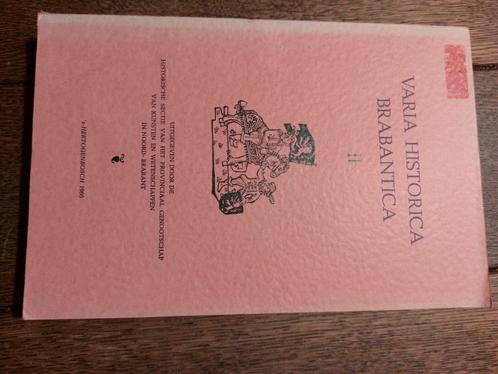 VARIA HISTORICA
BRABANTICA
II
UITGEGEVEN DOOR DE
HISTORISCHE SECTIE VAN HET PROVINCIAAL GENOOTSCHAP
VAN KUNSTEN EN WETENSCHAPPEN
IN NOORD-BRABANT
'S-HERTOGENBOSCH 1966